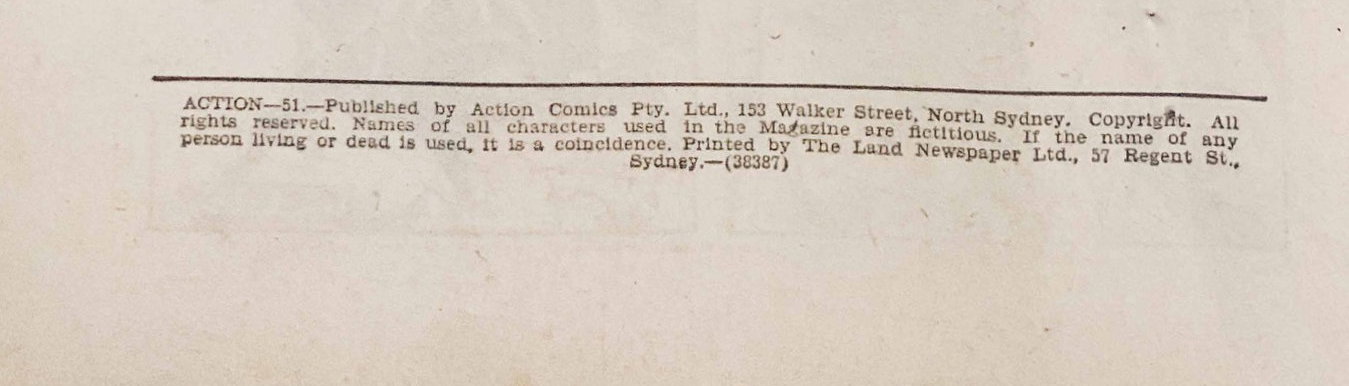 ACTION—51.—Published by Action Comics Pty. Ltd., 153 Walker Street, North Sydney. Copyright. All
rights reserved. Names of all characters used in the Magazine are fictitious. If the name of any
person living or dead is used, it is a coincidence. Printed by The Land Newspaper Ltd., 57 Regent St.,
Sydney.—(38387)